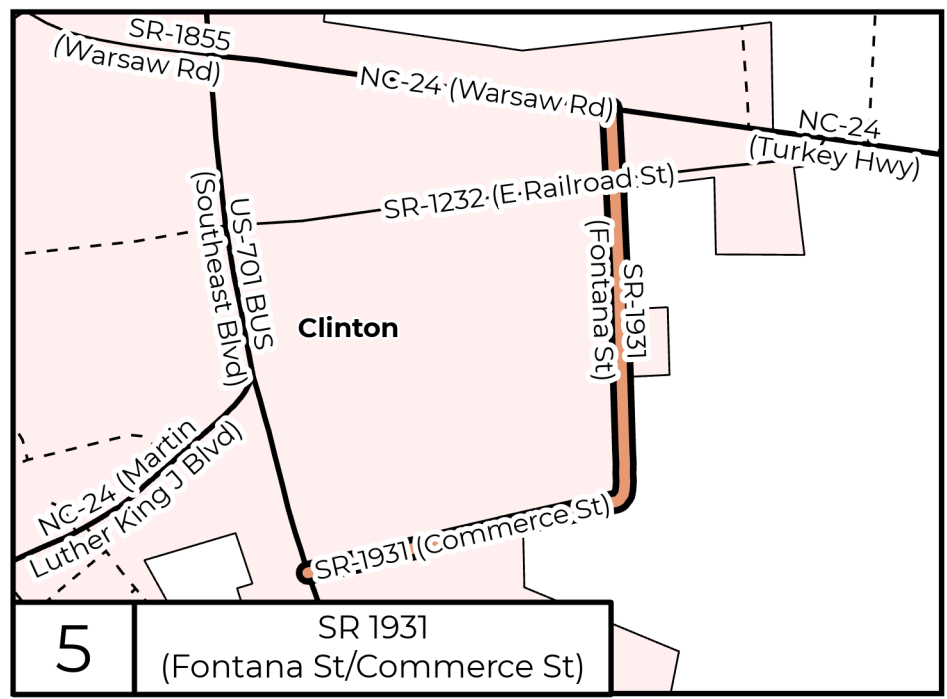 SR-1855
(Warsaw Rd)
NC-24 (Warsaw Rd)
NC-24
(Turkey Hwy)
SR-1232 (E Railroad St)
US-701 BUS
(Southeast Blvd)
SR-1931
(Fontana St)
Clinton
NC-24 (Martin
Luther King J Blvd)
SR-1931 (Commerce St)
5
SR 1931
(Fontana St/Commerce St)